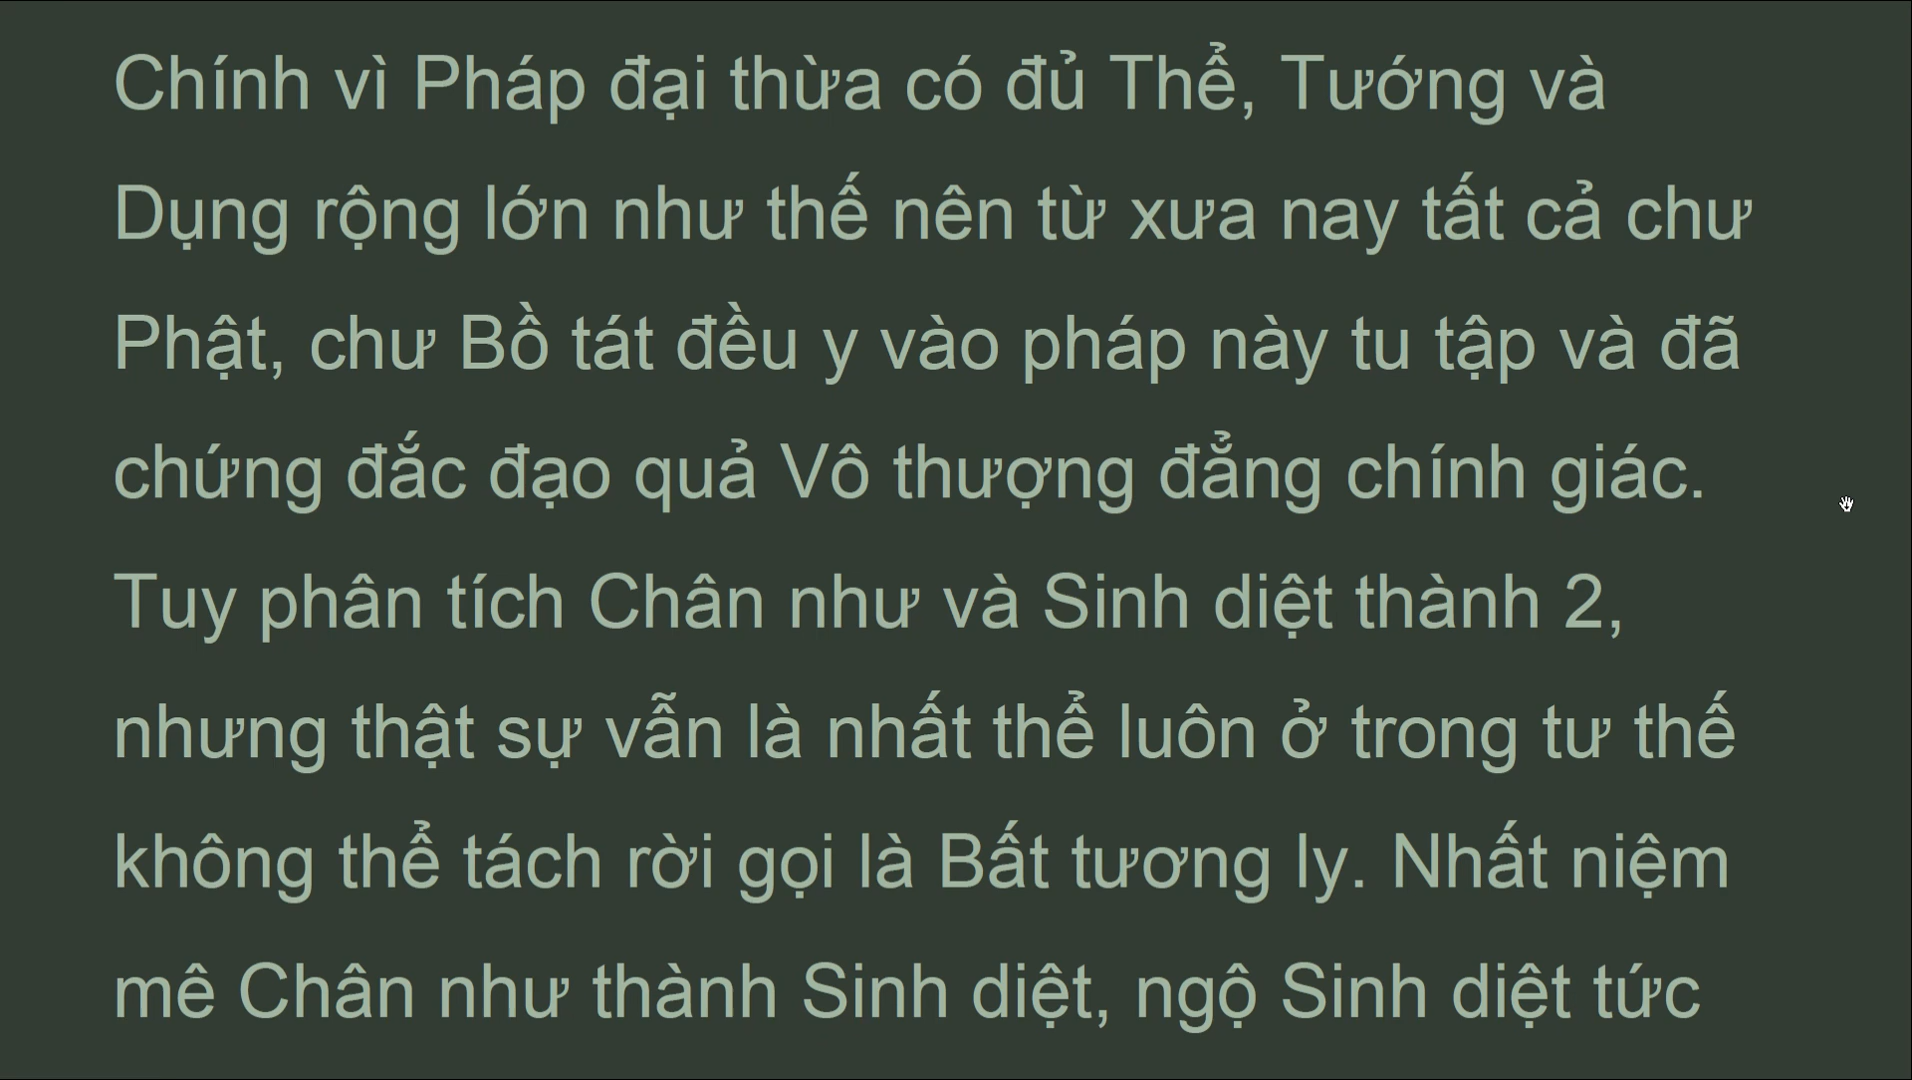 Chính vì Pháp đại thừa có đủ Thể, Tướng và
Dụng rộng lớn như thế nên từ xưa nay tất cả chư
Phật, chư Bồ tát đều y vào pháp này tu tập và đã
chứng đắc đạo quả Vô thượng đẳng chính giác.
Tuy phân tích Chân như và Sinh diệt thành 2,
nhưng thật sự vẫn là nhất thể luôn ở trong tư thế
không thể tách rời gọi là Bất tương ly. Nhất niệm
mê Chân như thành Sinh diệt, ngộ Sinh diệt tức